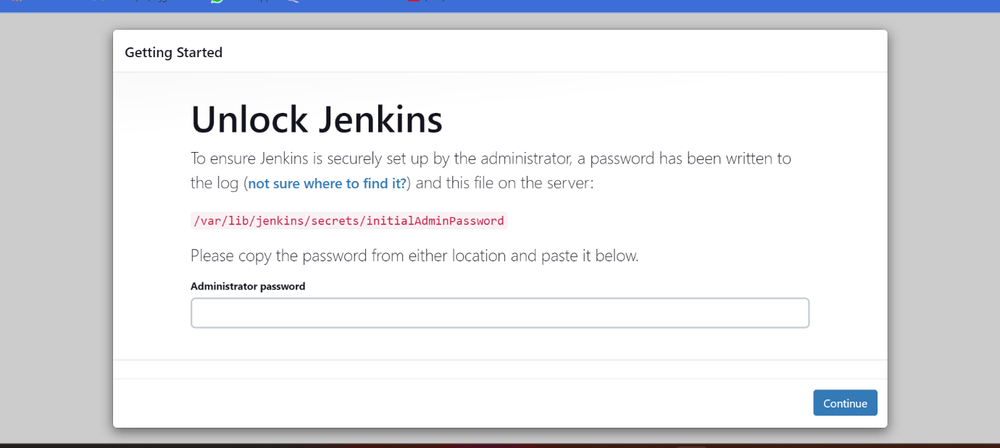 Getting Started
Unlock Jenkins
To ensure Jenkins is securely set up by the administrator, a password has been written to
the log (not sure where to find it?) and this file on the server:
/var/lib/jenkins/secrets/initialAdminPassword
Please copy the password from either location and paste it below.
Administrator password
Continue